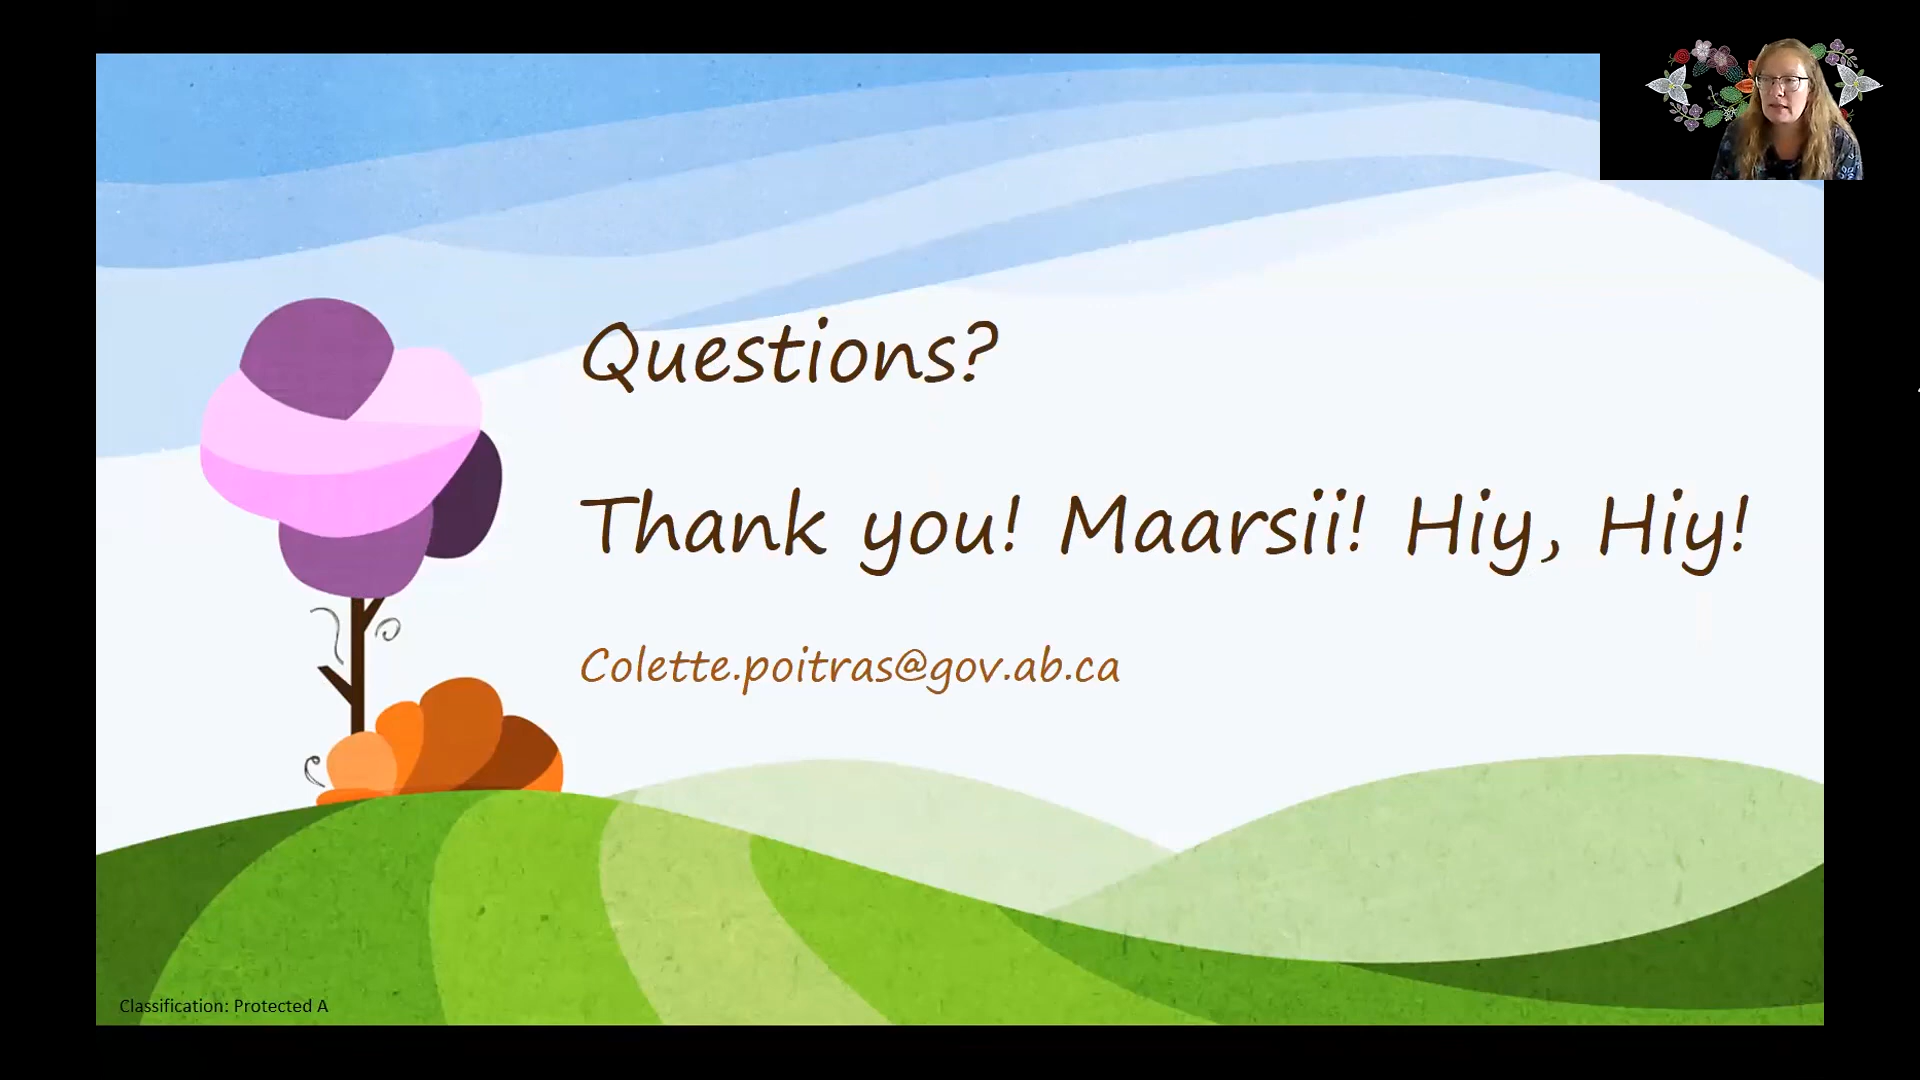 Questions?
Thank you! Maarsii! Hiy, Hiy!
Colette.poitras@gov.ab.ca
Classification: Protected A